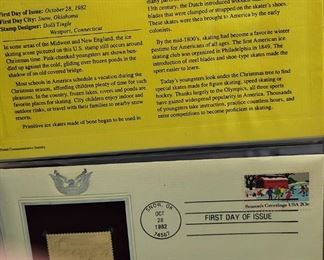 First Day of Issue: October 28, 1982
First Day City: Snow, Oklahoma
Stamp Designer: Dolli Tingle
Westport, Connecticut
In some areas of the Midwest and New England, the ice
skating scene pictured on this U.S. stamp still occurs around
Christmas time. Pink-cheeked youngsters are shown bun-
dled up against the cold, gliding over frozen ponds in the
shadow of an old covered bridge.
Most schools in America schedule a vacation during the
Christmas season, affording children plenty of time for such
pleasures. In the country, frozen lakes, rivers and ponds are
favorite places for skating. City children enjoy indoor and
outdoor rinks, or travel with their families to nearby snow
resorts.
Primitive ice skates made of bone began to be used in
13th century, the Dutch introduced wooden
blades that were clamped or strapped to the skater's shoes.
These skates were then brought to America by the early
colonists.
By the mid-1800's, skating had become a favorite winter
pastime for Americans of all ages. The first American ice
skating club was organized in Philadelphia in 1849. The
introduction of steel blades and shoe type skates made the
sport easier to learn.
Today's youngsters look under the Christmas tree to find
special skates made for figure skating, speed skating or
hockey. Thanks largely to the Olympics, all three sports
have gained widespread popularity in America. Thousands
of youngsters take instruction, practice countless hours, and
enter competitions to become proficient in skating.
SNOW, OK
OCT
28
1982
74567
FIRST DAY OF ISSUE
Season's Greetings USA 20c